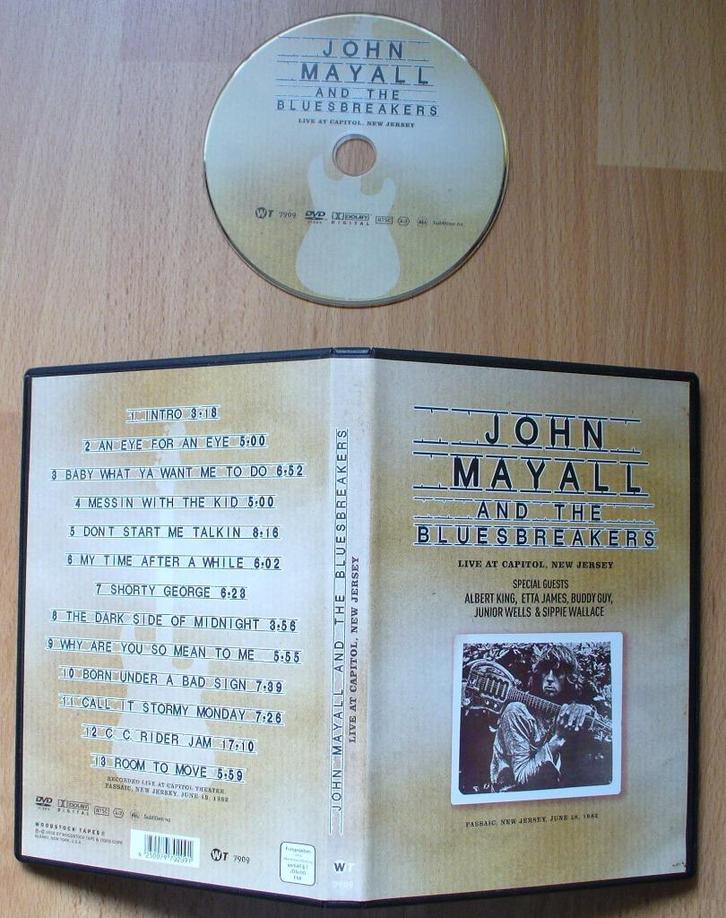 JOHN
MAYALL
AND THE
BLUESBREAKERS
LIVE AT CAPITOL, NEW JERSEY
WT 7909 DVD DOLBY DIGITAL NTSC
1 INTRO 3:18
2 AN EYE FOR AN EYE 5:00
3 BABY WHAT YA WANT ME TO DO 6:52
4 MESSIN WITH THE KID 5:00
5 DONT START ME TALKIN 8:16
6 MY TIME AFTER A WHILE 6:02
7 SHORTY GEORGE 6:23
8 THE DARK SIDE OF MIDNIGHT 3:56
9 WHY ARE YOU SO MEAN TO ME 5:55
10 BORN UNDER A BAD SIGN 7:39
11 CALL IT STORMY MONDAY 7:26
12 C C RIDER JAM 17:10
13 ROOM TO MOVE 5:59
RECORDED LIVE AT CAPITOL THEATER,
PASSAIC, NEW JERSEY, JUNE 18, 1982
DVD DOLBY DIGITAL NTSC
WOODSTOCK TAPES
WT 7909
JOHN MAYALL AND THE BLUESBREAKERS
LIVE AT CAPITOL, NEW JERSEY
WT
7909
JOHN
MAYALL
AND THE
BLUESBREAKERS
LIVE AT CAPITOL, NEW JERSEY
SPECIAL GUESTS
ALBERT KING, ETTA JAMES, BUDDY GUY,
JUNIOR WELLS & SIPPIE WALLACE
PASSAIC, NEW JERSEY, JUNE 18, 1982